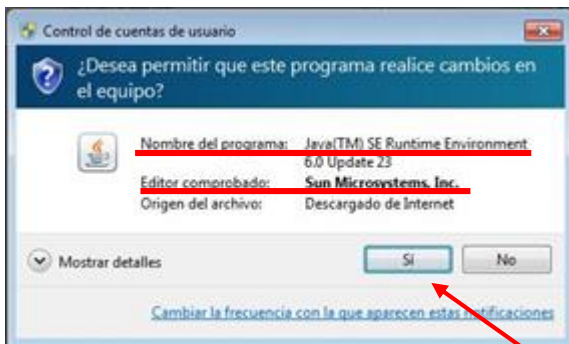 Control de cuentas de usuario
¿Desea permitir que este programa realice cambios en
el equipo?
Nombre del programa: Java(TM) SE Runtime Environment
6.0 Update 23
Editor comprobado: Sun Microsystems, Inc.
Origen del archivo: Descargado de Internet
Mostrar detalles
Sí
No
Cambiar la frecuencia con la que aparecen estas notificaciones